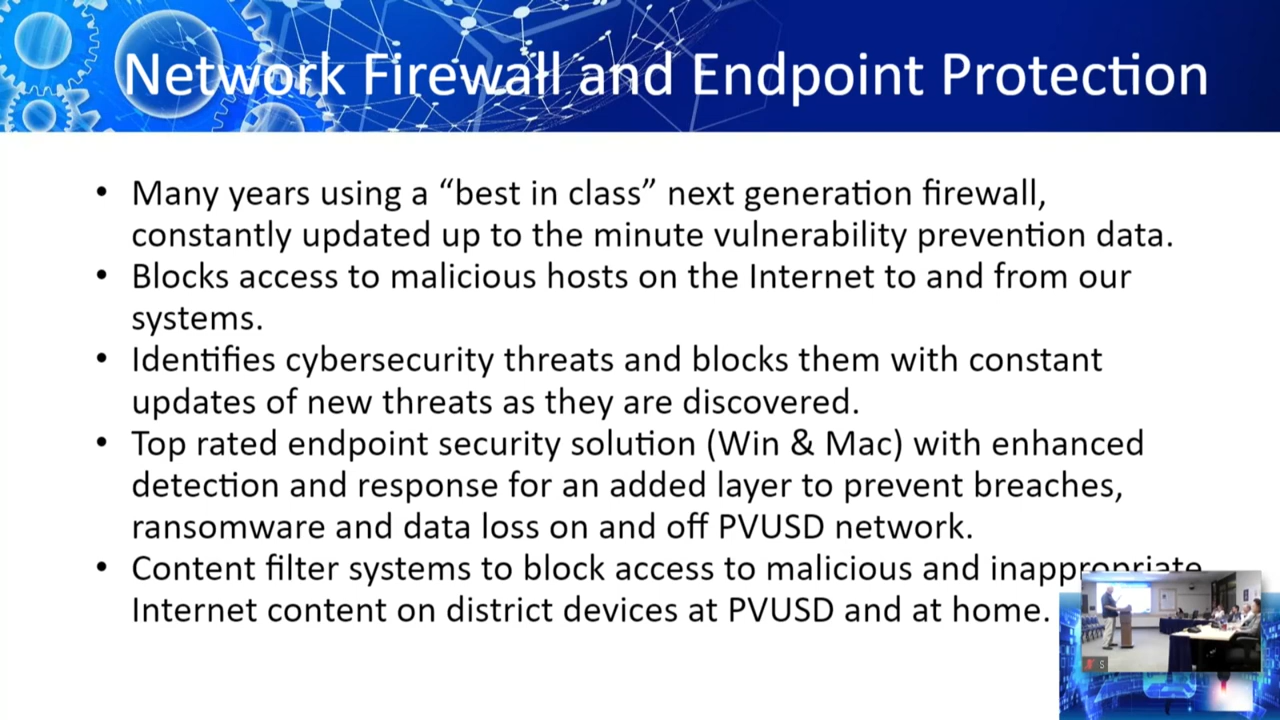 Network Firewall and Endpoint Protection
• Many years using a “best in class” next generation firewall,
constantly updated up to the minute vulnerability prevention data.
• Blocks access to malicious hosts on the Internet to and from our
systems.
• Identifies cybersecurity threats and blocks them with constant
updates of new threats as they are discovered.
• Top rated endpoint security solution (Win & Mac) with enhanced
detection and response for an added layer to prevent breaches,
ransomware and data loss on and off PVUSD network.
• Content filter systems to block access to malicious and inappropriate
Internet content on district devices at PVUSD and at home.
S